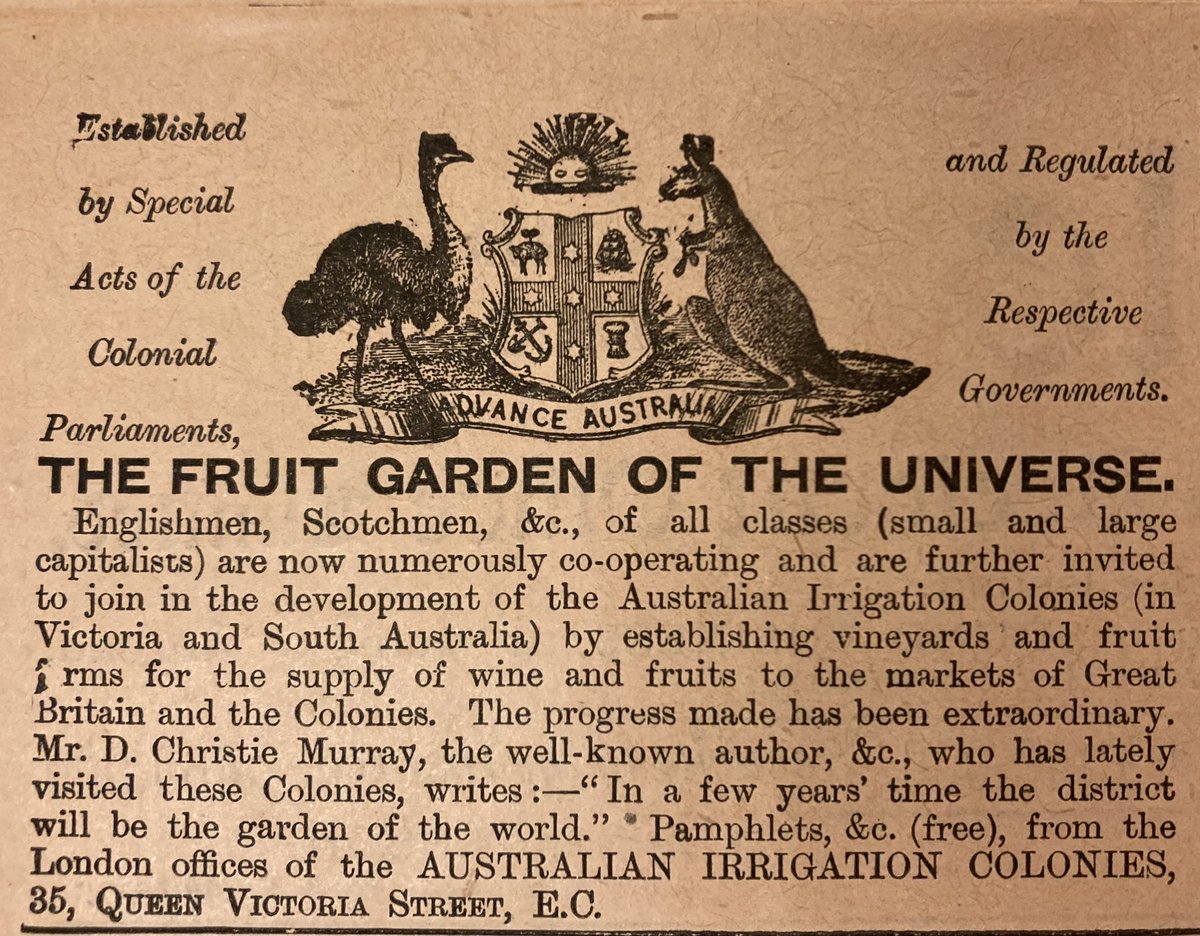 Established
by Special
Acts of the
Colonial
Parliaments,
and Regulated
by the
Respective
Governments.
ADVANCE AUSTRALIA
THE FRUIT GARDEN OF THE UNIVERSE.
Englishmen, Scotchmen, &c., of all classes (small and large
capitalists) are now numerously co-operating and are further invited
to join in the development of the Australian Irrigation Colonies (in
Victoria and South Australia) by establishing vineyards and fruit
f rms for the supply of wine and fruits to the markets of Great
Britain and the Colonies. The progress made has been extraordinary.
Mr. D. Christie Murray, the well-known author, &c., who has lately
visited these Colonies, writes:—“In a few years’ time the district
will be the garden of the world.” Pamphlets, &c. (free), from the
London offices of the AUSTRALIAN IRRIGATION COLONIES,
35, QUEEN VICTORIA STREET, E.C.